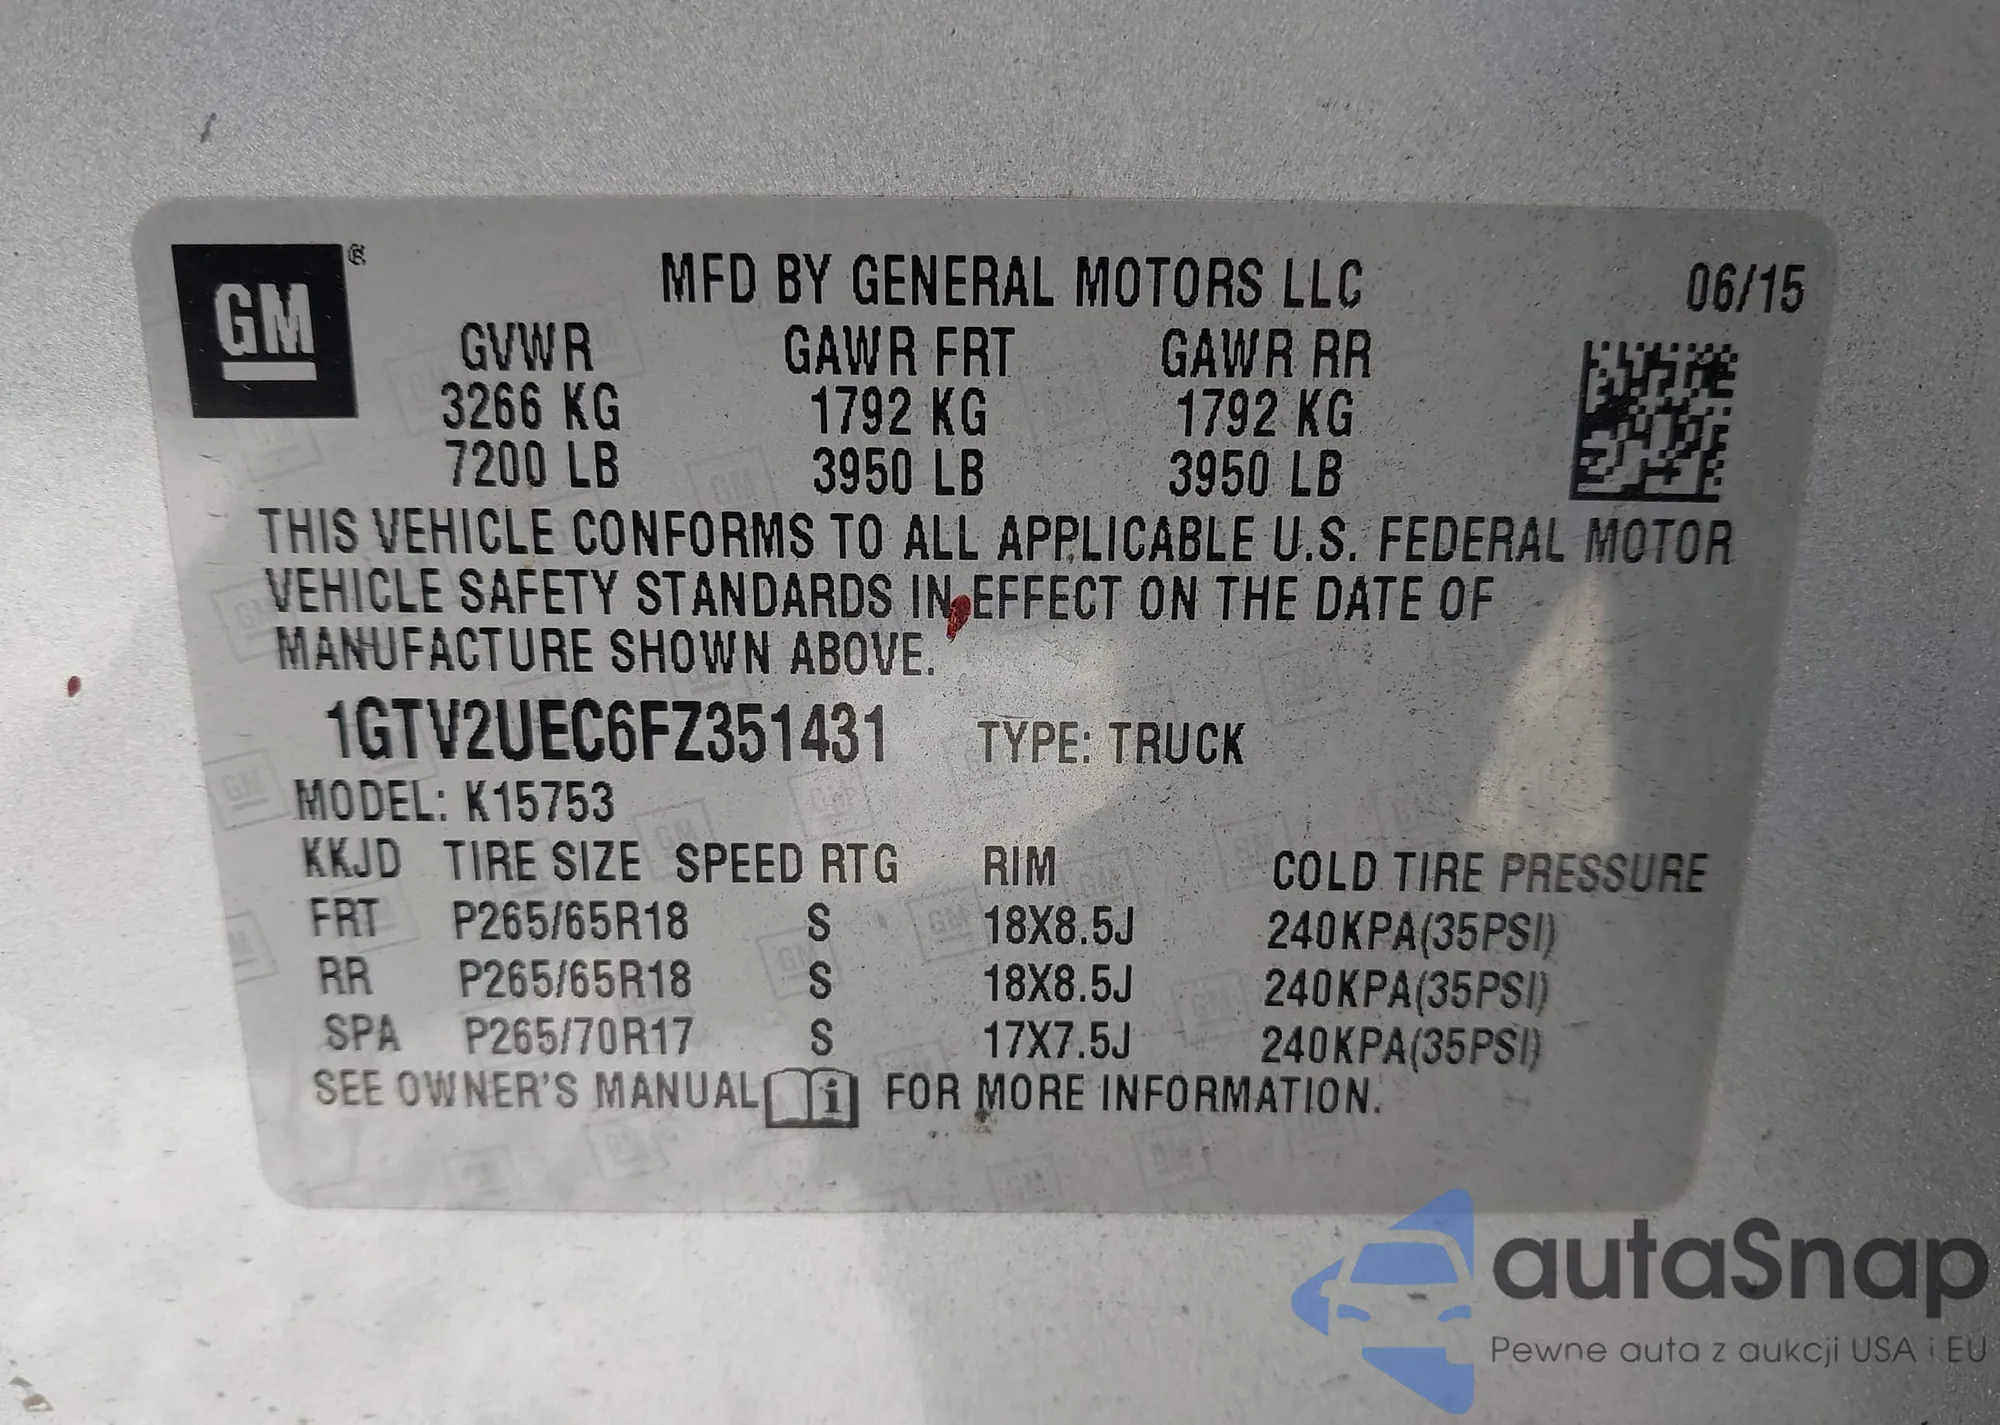 GM ®
MFD BY GENERAL MOTORS LLC 06/15
GVWR GAWR FRT GAWR RR
3266 KG 1792 KG 1792 KG
7200 LB 3950 LB 3950 LB
THIS VEHICLE CONFORMS TO ALL APPLICABLE U.S. FEDERAL MOTOR
VEHICLE SAFETY STANDARDS IN EFFECT ON THE DATE OF
MANUFACTURE SHOWN ABOVE.
1GTV2UEC6FZ351431 TYPE: TRUCK
MODEL: K15753
KKJD TIRE SIZE SPEED RTG RIM COLD TIRE PRESSURE
FRT P265/65R18 S 18X8.5J 240KPA(35PSI)
RR P265/65R18 S 18X8.5J 240KPA(35PSI)
SPA P265/70R17 S 17X7.5J 240KPA(35PSI)
SEE OWNER'S MANUAL i FOR MORE INFORMATION.
autaSnap
Pewne auta z aukcji USA i EU